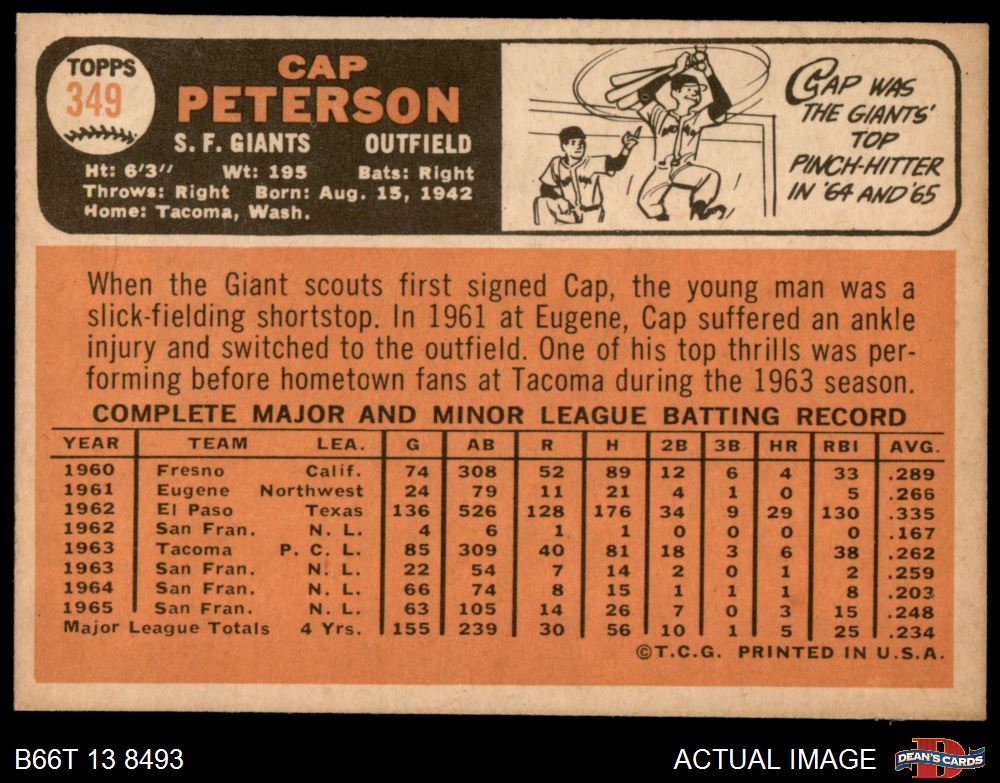 TOPPS
349
CAP
PETERSON
S. F. GIANTS OUTFIELD
Ht: 6'3" Wt: 195 Bats: Right
Throws: Right Born: Aug. 15, 1942
Home: Tacoma, Wash.
CAP WAS
THE GIANTS'
TOP
PINCH-HITTER
IN '64 AND '65
When the Giant scouts first signed Cap, the young man was a
slick-fielding shortstop. In 1961 at Eugene, Cap suffered an ankle
injury and switched to the outfield. One of his top thrills was per-
forming before hometown fans at Tacoma during the 1963 season.
COMPLETE MAJOR AND MINOR LEAGUE BATTING RECORD
YEAR TEAM LEA. G AB R H 2B 3B HR RBI AVG.
1960 Fresno Calif. 74 308 52 89 12 6 4 33 .289
1961 Eugene Northwest 24 79 11 21 4 1 0 5 .266
1962 El Paso Texas 136 526 128 176 34 9 29 130 .335
1962 San Fran. N. L. 4 6 1 1 0 0 0 0 .167
1963 Tacoma P. C. L. 85 309 40 81 18 3 6 38 .262
1963 San Fran. N. L. 22 54 7 14 2 0 1 2 .259
1964 San Fran. N. L. 66 74 8 15 1 1 1 8 .203
1965 San Fran. N. L. 63 105 14 26 7 0 3 15 .248
Major League Totals 4 Yrs. 155 239 30 56 10 1 5 25 .234
©T.C.G. PRINTED IN U.S.A.
B66T 13 8493
ACTUAL IMAGE
DEAN'S CARDS